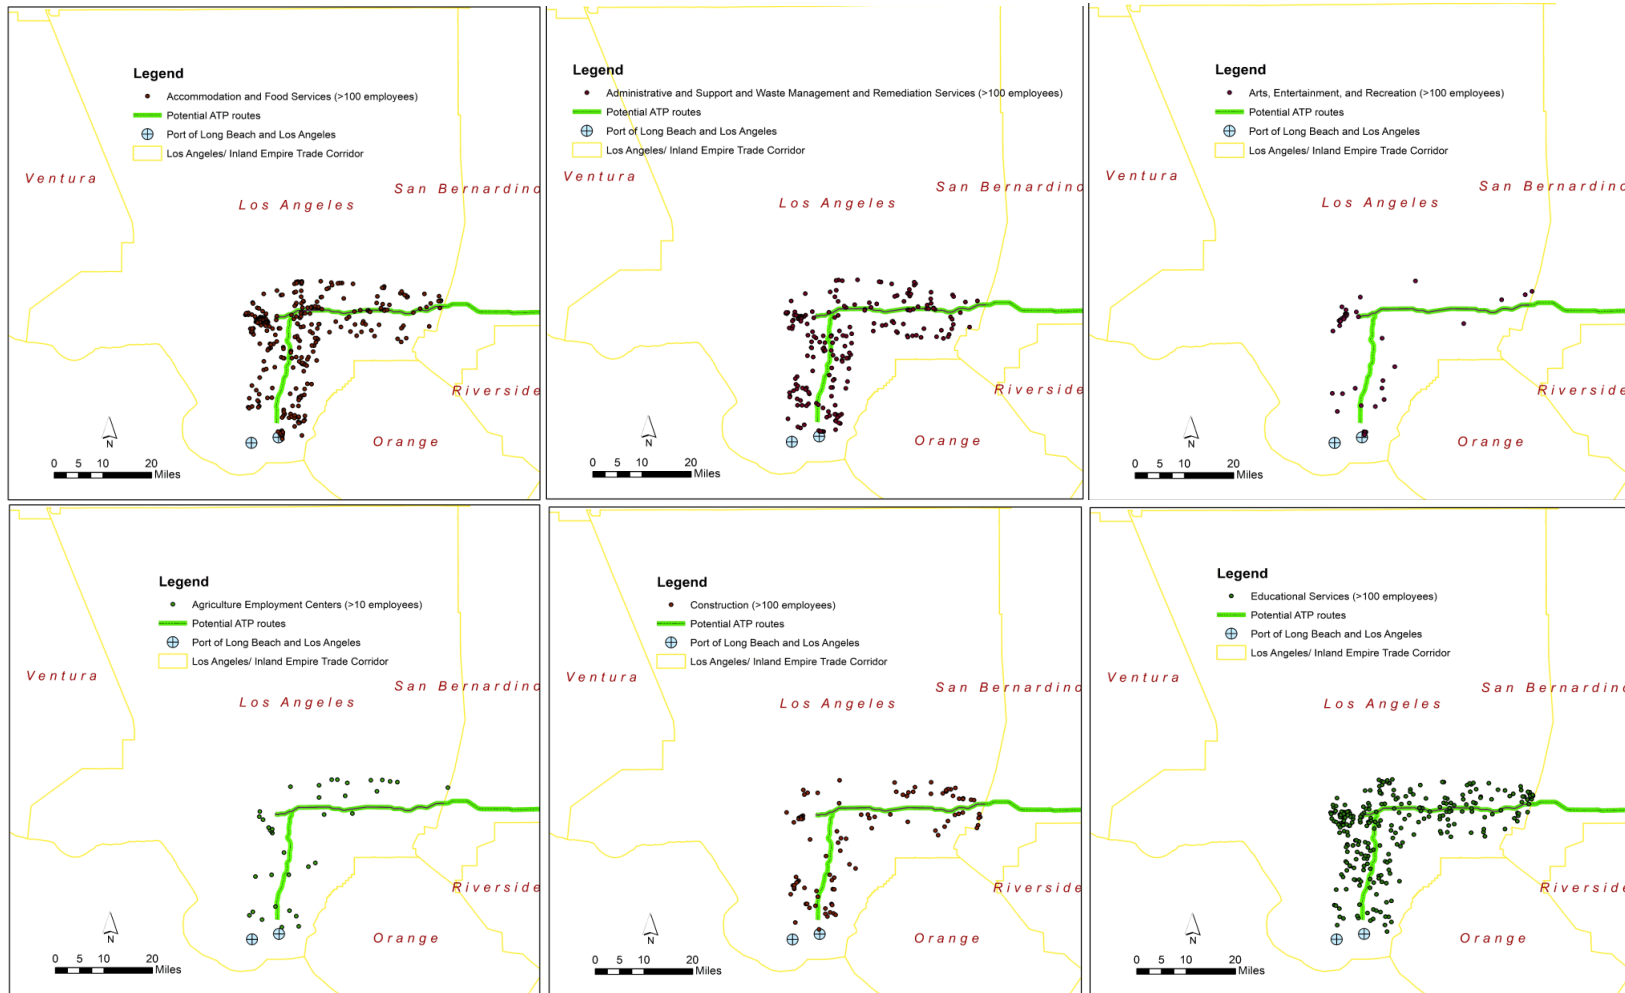 Legend
Accommodation and Food Services (>100 employees)
Potential ATP routes
Port of Long Beach and Los Angeles
Los Angeles/ Inland Empire Trade Corridor
Ventura
San Bernardino
Los Angeles
Riverside
Orange
N
0 5 10 20
Miles
Legend
Administrative and Support and Waste Management and Remediation Services (>100 employees)
Potential ATP routes
Port of Long Beach and Los Angeles
Los Angeles/ Inland Empire Trade Corridor
Ventura
San Bernardino
Los Angeles
Riverside
Orange
N
0 5 10 20
Miles
Legend
Arts, Entertainment, and Recreation (>100 employees)
Potential ATP routes
Port of Long Beach and Los Angeles
Los Angeles/ Inland Empire Trade Corridor
Ventura
San Bernardino
Los Angeles
Riverside
Orange
N
0 5 10 20
Miles
Legend
Agriculture Employment Centers (>10 employees)
Potential ATP routes
Port of Long Beach and Los Angeles
Los Angeles/ Inland Empire Trade Corridor
Ventura
San Bernardino
Los Angeles
Riverside
Orange
N
0 5 10 20
Miles
Legend
Construction (>100 employees)
Potential ATP routes
Port of Long Beach and Los Angeles
Los Angeles/ Inland Empire Trade Corridor
Ventura
San Bernardino
Los Angeles
Riverside
Orange
N
0 5 10 20
Miles
Legend
Educational Services (>100 employees)
Potential ATP routes
Port of Long Beach and Los Angeles
Los Angeles/ Inland Empire Trade Corridor
Ventura
San Bernardino
Los Angeles
Riverside
Orange
N
0 5 10 20
Miles